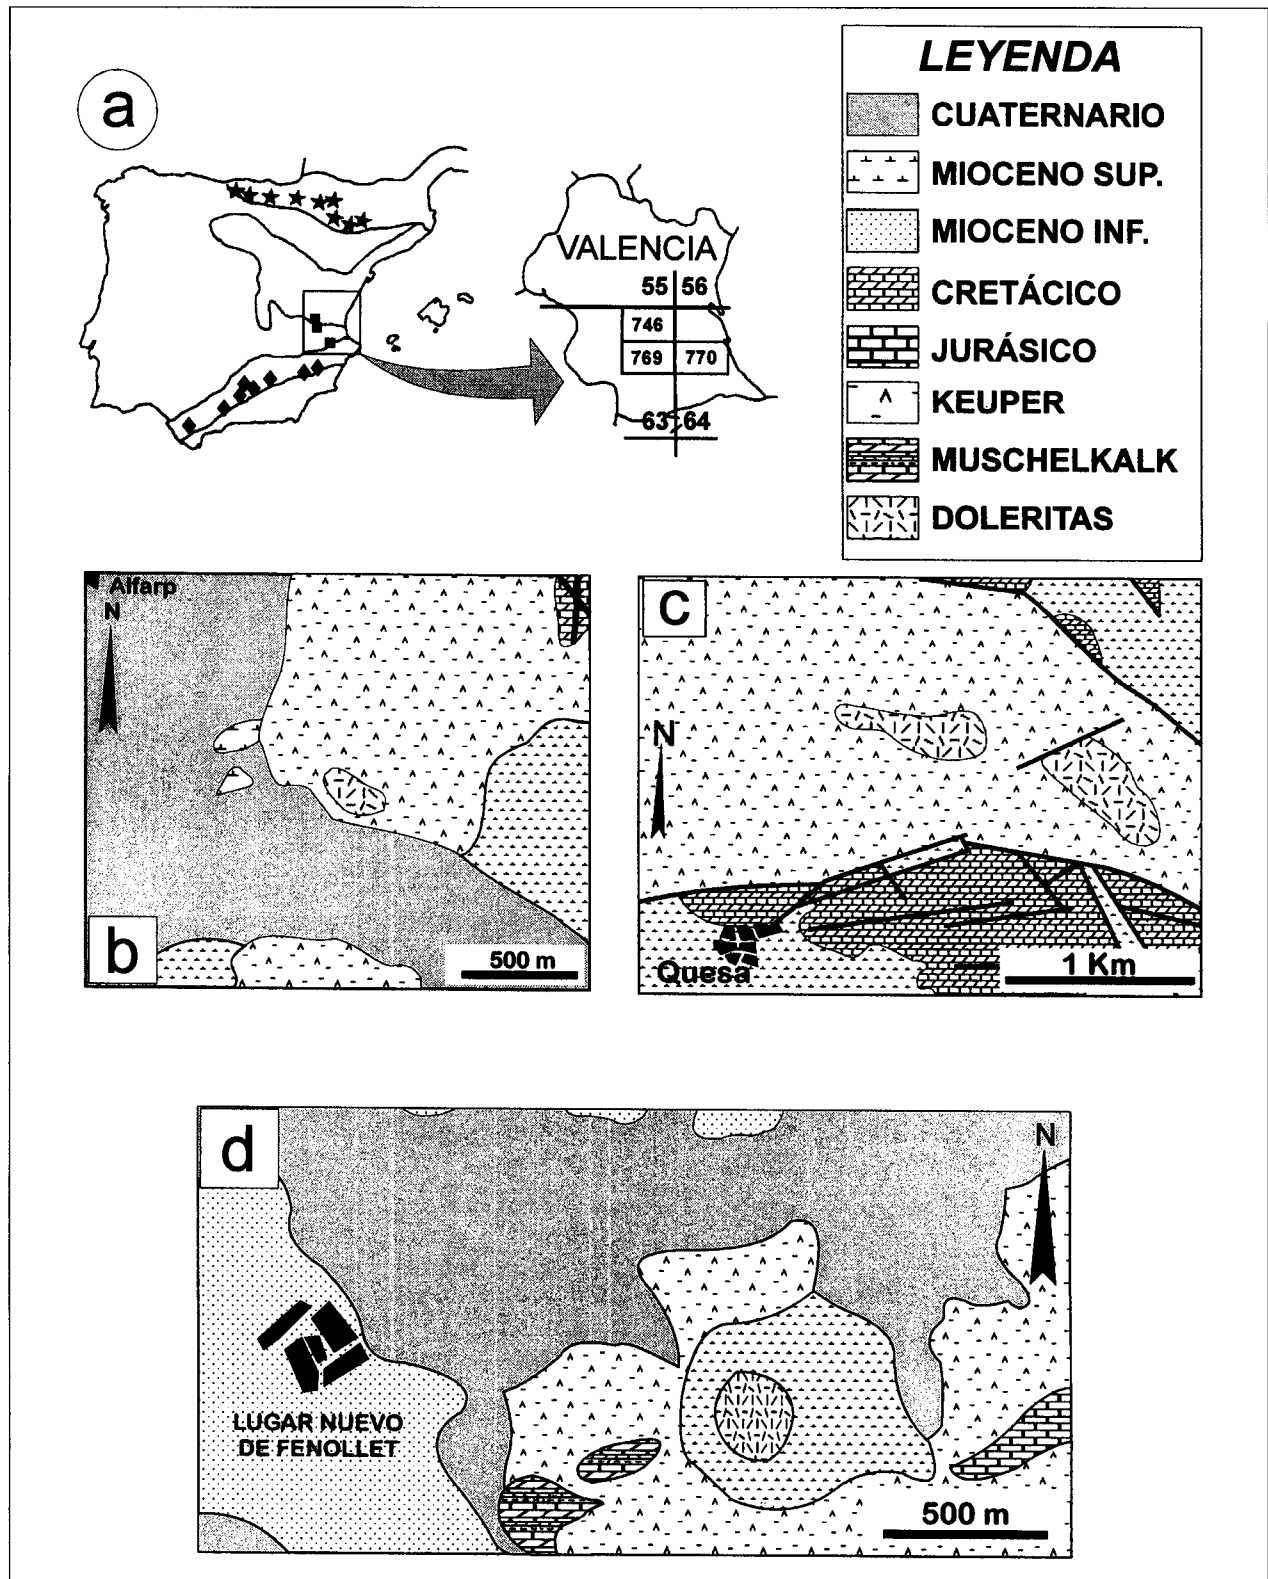 a
VALENCIA
55 56
746
769 770
63 64
LEYENDA
CUATERNARIO
MIOCENO SUP.
MIOCENO INF.
CRETÁCICO
JURÁSICO
KEUPER
MUSCHELKALK
DOLERITAS
Alfarp
N
b
500 m
c
N
Quesa
1 Km
d
N
LUGAR NUEVO
DE FENOLLET
500 m